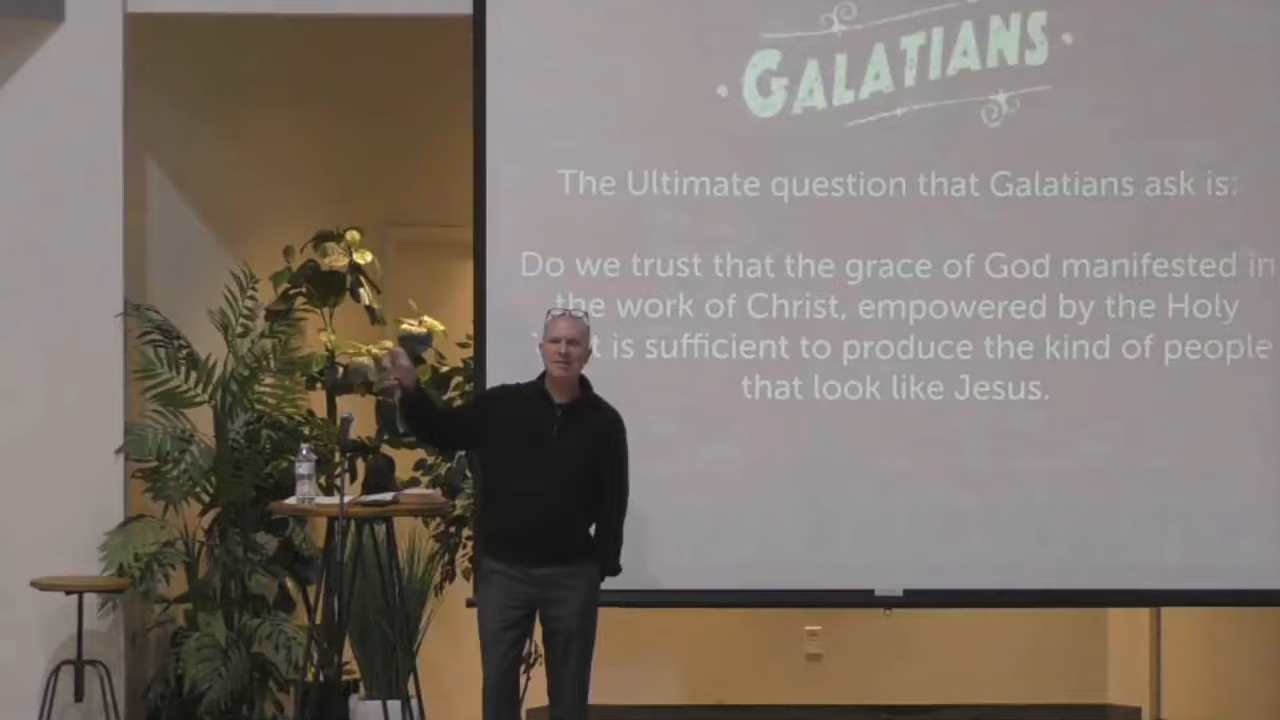 · GALATIANS ·
The Ultimate question that Galatians ask is:
Do we trust that the grace of God manifested in
the work of Christ, empowered by the Holy
is sufficient to produce the kind of people
that look like Jesus.